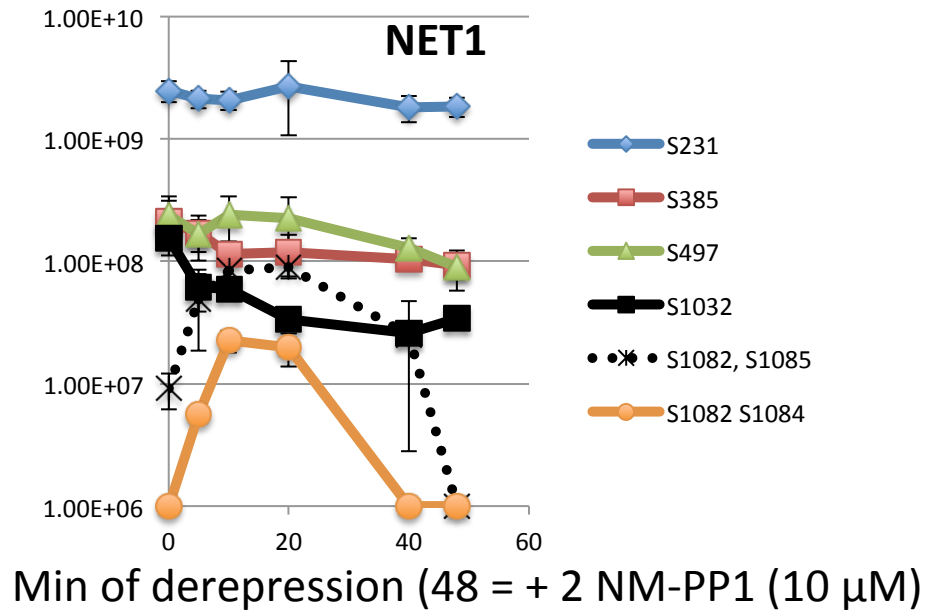 NET1
1.00E+10
1.00E+09
1.00E+08
1.00E+07
1.00E+06
0
20
40
60
S231
S385
S497
S1032
S1082, S1085
S1082 S1084
Min of derepression (48 = + 2 NM-PP1 (10 µM)